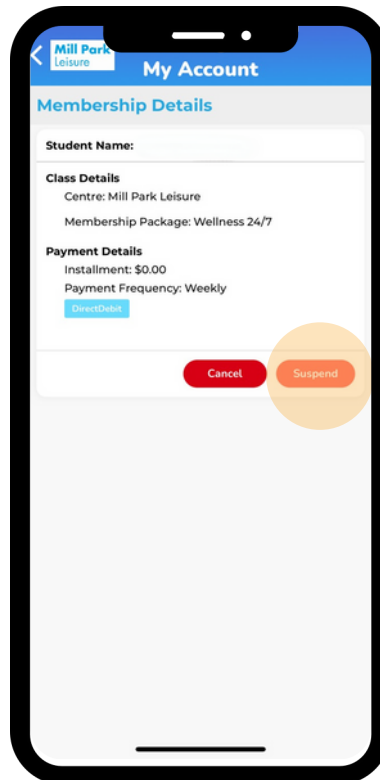 Mill Park
Leisure
My Account
Membership Details
Student Name:
Class Details
Centre: Mill Park Leisure
Membership Package: Wellness 24/7
Payment Details
Installment: $0.00
Payment Frequency: Weekly
DirectDebit
Cancel
Suspend